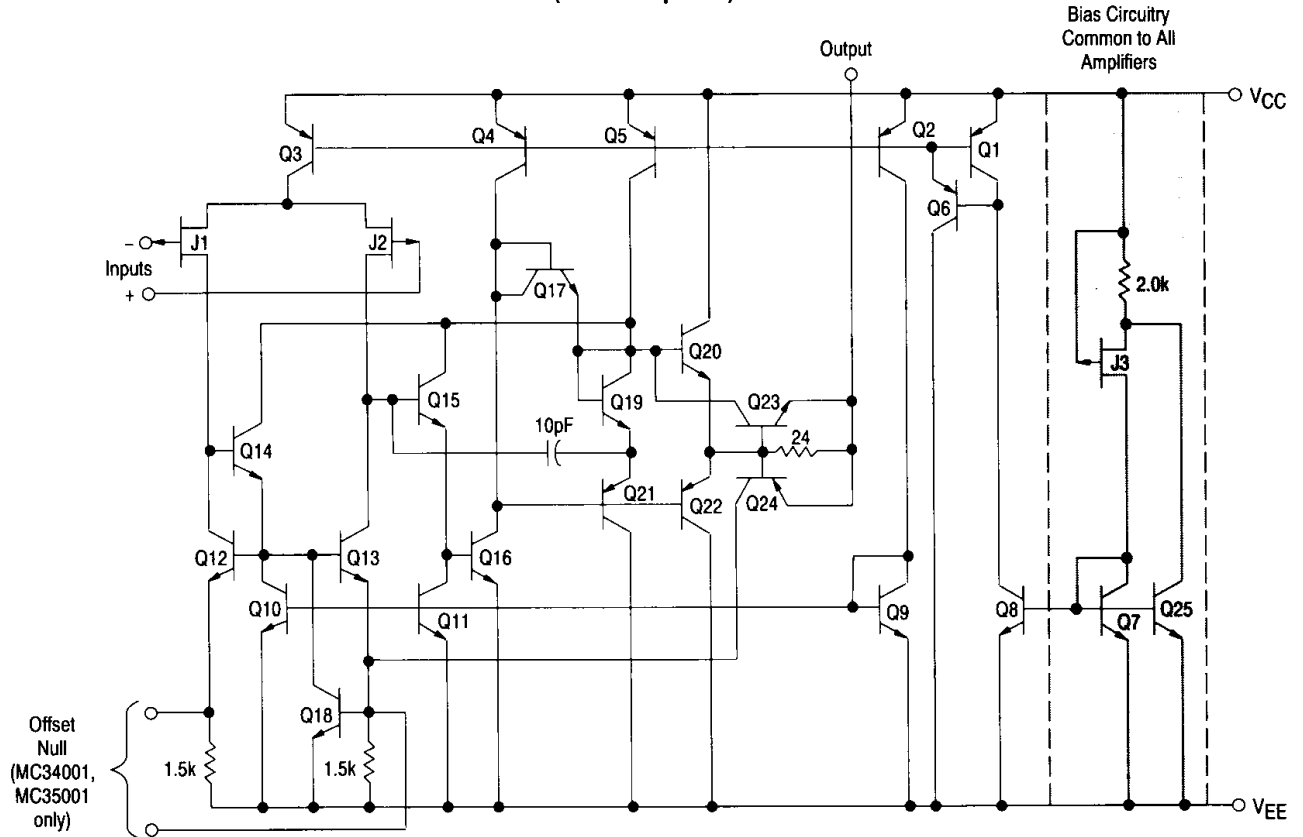 Bias Circuitry
Common to All
Amplifiers
Output
VCC
Q3
Q4
Q5
Q2
Q1
Q6
J1
J2
–
Inputs
+
Q17
2.0k
J3
Q20
Q15
Q19
Q23
10pF
24
Q14
Q21
Q22
Q24
Q12
Q13
Q16
Q10
Q11
Q9
Q8
Q7
Q25
Q18
Offset
Null
(MC34001,
MC35001
only)
1.5k
1.5k
VEE